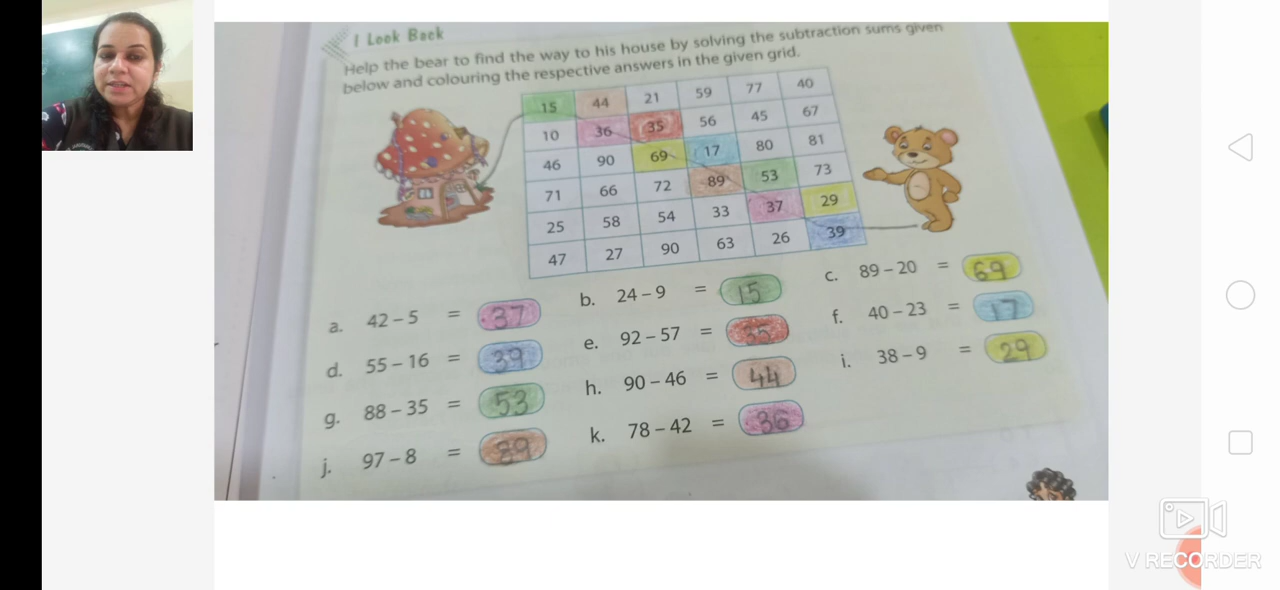 I Look Back
Help the bear to find the way to his house by solving the subtraction sums given
below and colouring the respective answers in the given grid.
15 44 21 59 77 40
10 36 35 56 45 67
46 90 69 17 80 81
71 66 72 89 53 73
25 58 54 33 37 29
47 27 90 63 26 39
a. 42 – 5 = 37
b. 24 – 9 = 15
c. 89 – 20 = 69
d. 55 – 16 = 39
e. 92 – 57 = 35
f. 40 – 23 = 17
g. 88 – 35 = 53
h. 90 – 46 = 44
i. 38 – 9 = 29
j. 97 – 8 = 89
k. 78 – 42 = 36
V RECORDER